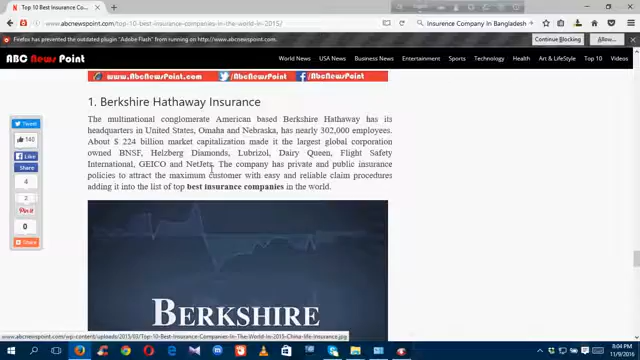 Top 10 Best Insurance Com...
www.abcnewspoint.com/top-10-best-insurance-companies-in-the-world-in-2015/
Insurence Company In Bangladesh
Firefox has prevented the outdated plugin "Adobe Flash" from running on http://www.abcnewspoint.com.
Continue Blocking
Allow...
ABC News Point
World News
USA News
Business News
Entertainment
Sports
Technology
Health
Art & LifeStyle
Top 10
Videos
www.AbcNewsPoint.com
/AbcNewsPoint
/AbcNewsPoint
1. Berkshire Hathaway Insurance
The multinational conglomerate American based Berkshire Hathaway has its
headquarters in United States, Omaha and Nebraska, has nearly 302,000 employees.
About $ 224 billion market capitalization made it the largest global corporation
owned BNSF, Helzberg Diamonds, Lubrizol, Dairy Queen, Flight Safety
International, GEICO and NetJets. The company has private and public insurance
policies to attract the maximum customer with easy and reliable claim procedures
adding it into the list of top best insurance companies in the world.
Tweet
140
Like
Share
4
2
Pin it
0
Share
BERKSHIRE
www.abcnewspoint.com/wp-content/uploads/2015/03/Top-10-Best-Insurance-Companies-In-The-World-In-2015-China-life-Insurance.jpg
8:04 PM
11/9/2016